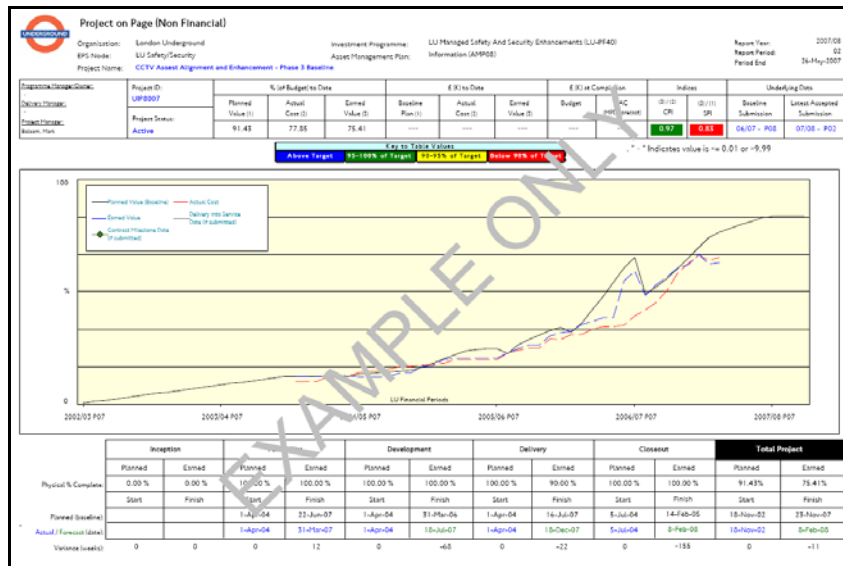 Project on Page (Non Financial)
UNDERGROUND
Organisation: London Underground
Investment Programme: LU Managed Safety And Security Enhancements (LU-PF40)
Report Year: 2007/08
EPS Node: LU Safety/Security
Asset Management Plan: Information (AMP08)
Report Period: 02
Project Name: CCTV Assest Alignment and Enhancement - Phase 3 Baseline
Period End 26-May-2007
Programme Manager/Owner:
Delivery Manager:
Project Manager:
Project ID:
UIP8007
Project Status:
Active
% (of Budget) to Date
£ (K) to Date
£ (K) at Completion
Indices
Underlying Data
Planned Value (1)
Actual Cost (2)
Earned Value (3)
Baseline Plan (1)
Actual Cost (2)
Earned Value (3)
Budget
CPI
SPI
Baseline Submission
Latest Accepted Submission
91.43 77.85 75.41 --- --- --- --- 0.97 0.83 06/07 - P08 07/08 - P02
Key to Table Values
Above Target 95-100% of Target 90-95% of Target Below 90% of Target
"-" Indicates value is <= 0.01 or >9.99
Planned Value (Baseline)
Actual Cost
Earned Value
Delivery Into Service Date (if submitted)
Contract Milestone Date (if submitted)
100
%
0
LU Financial Periods
2002/03 P07 2003/04 P07 2004/05 P07 2005/06 P07 2006/07 P07 2007/08 P07
EXAMPLE ONLY
Inception Development Delivery Closeout Total Project
Planned Earned Planned Earned Planned Earned Planned Earned Planned Earned Planned Earned
Physical % Complete: 0.00 % 0.00 % 100.00 % 100.00 % 100.00 % 100.00 % 100.00 % 90.00 % 100.00 % 100.00 % 91.43% 75.41%
Start Finish Start Finish Start Finish Start Finish Start Finish Start Finish
Planned (baseline): 1-Apr-04 22-Jun-07 1-Apr-04 31-Mar-06 1-Apr-04 16-Jul-07 5-Jul-04 14-Feb-05 18-Nov-02 23-Nov-07
Actual / Forecast (date): 1-Apr-04 31-Mar-07 1-Apr-04 18-Jul-07 1-Apr-04 18-Dec-07 5-Jul-04 8-Feb-08 18-Nov-02 8-Feb-08
Variance (weeks): 0 0 0 12 0 -68 0 -22 0 -155 0 -11